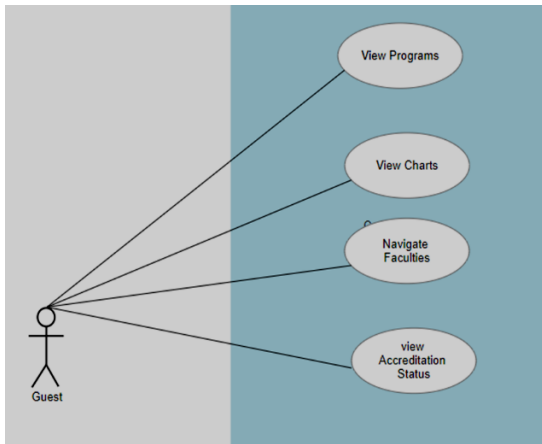 View Programs
View Charts
Navigate
Faculties
view
Accreditation
Status
Guest